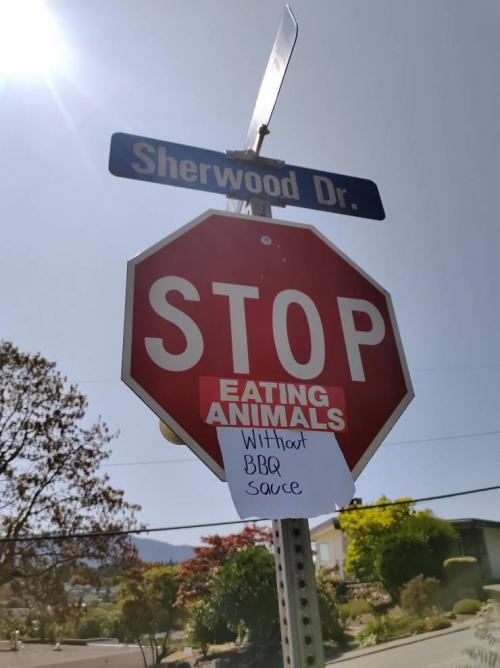 Sherwood Dr.
STOP
EATING
ANIMALS
Without
BBQ
sauce